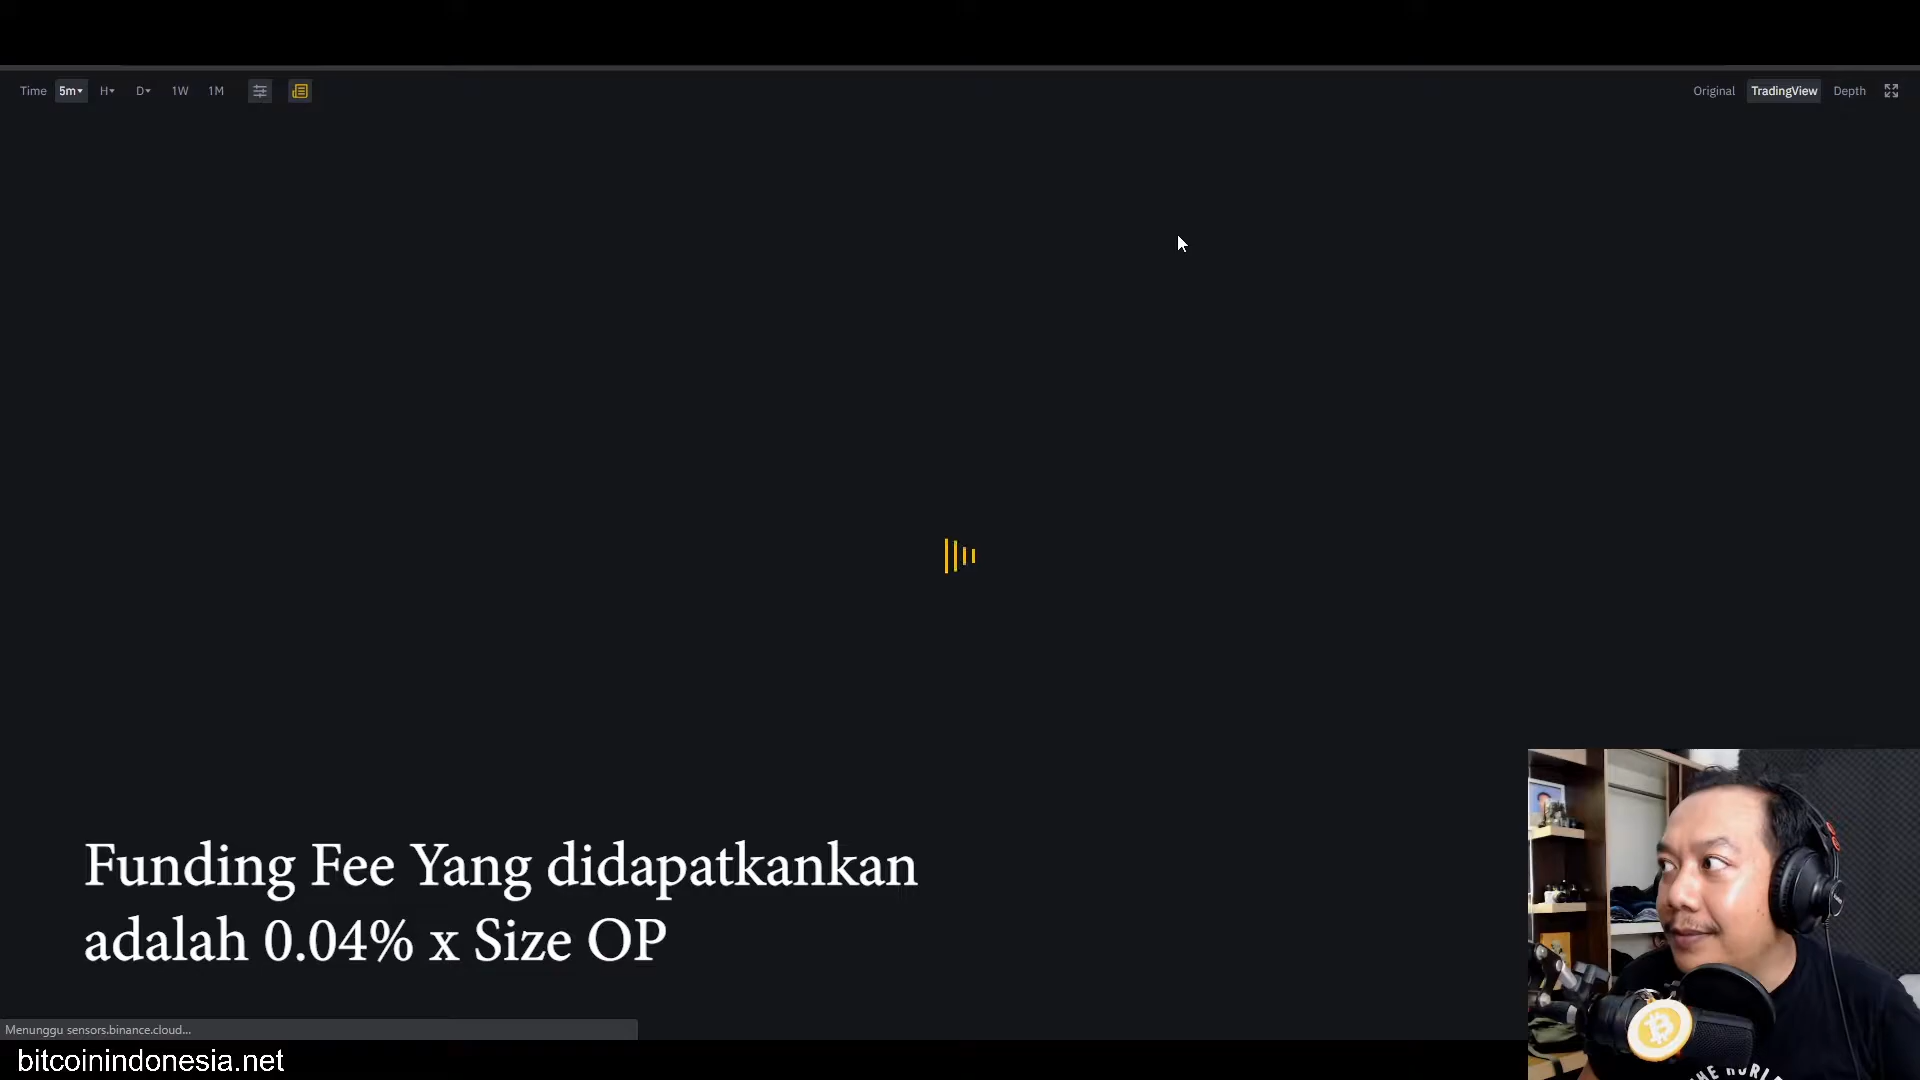 Time 5m H D 1W 1M Original TradingView Depth
Funding Fee Yang didapatkankan
adalah 0.04% x Size OP
Menunggu sensors.binance.cloud...
bitcoinindonesia.net